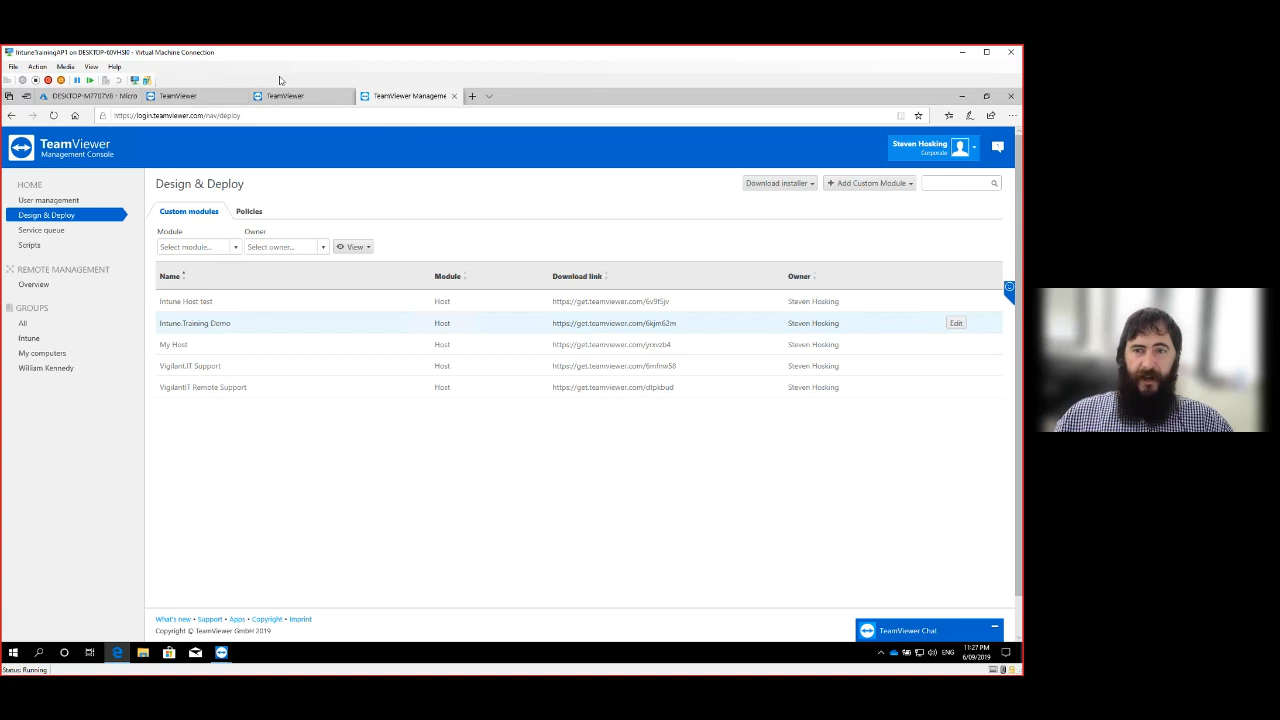 IntuneTrainingAP1 on DESKTOP-60VHSI0 - Virtual Machine Connection
File Action Media View Help
DESKTOP-M7707V8 - Micro TeamViewer TeamViewer TeamViewer Manageme
https://login.teamviewer.com/nav/deploy
TeamViewer
Management Console
Steven Hosking
Corporate
HOME
User management
Design & Deploy
Service queue
Scripts
REMOTE MANAGEMENT
Overview
GROUPS
All
Intune
My computers
William Kennedy
Design & Deploy
Download installer
+ Add Custom Module
Custom modules Policies
Module Owner
Select module... Select owner... View
Name Module Download link Owner
Intune Host test Host https://get.teamviewer.com/6v9f5jv Steven Hosking
Intune.Training Demo Host https://get.teamviewer.com/6kjm62m Steven Hosking Edit
My Host Host https://get.teamviewer.com/yrxvzb4 Steven Hosking
Vigilant.IT Support Host https://get.teamviewer.com/6mfnw58 Steven Hosking
VigilantIT Remote Support Host https://get.teamviewer.com/dtpkbud Steven Hosking
What's new • Support • Apps • Copyright • Imprint
Copyright © TeamViewer GmbH 2019
TeamViewer Chat
ENG
11:27 PM
6/09/2019
Status: Running